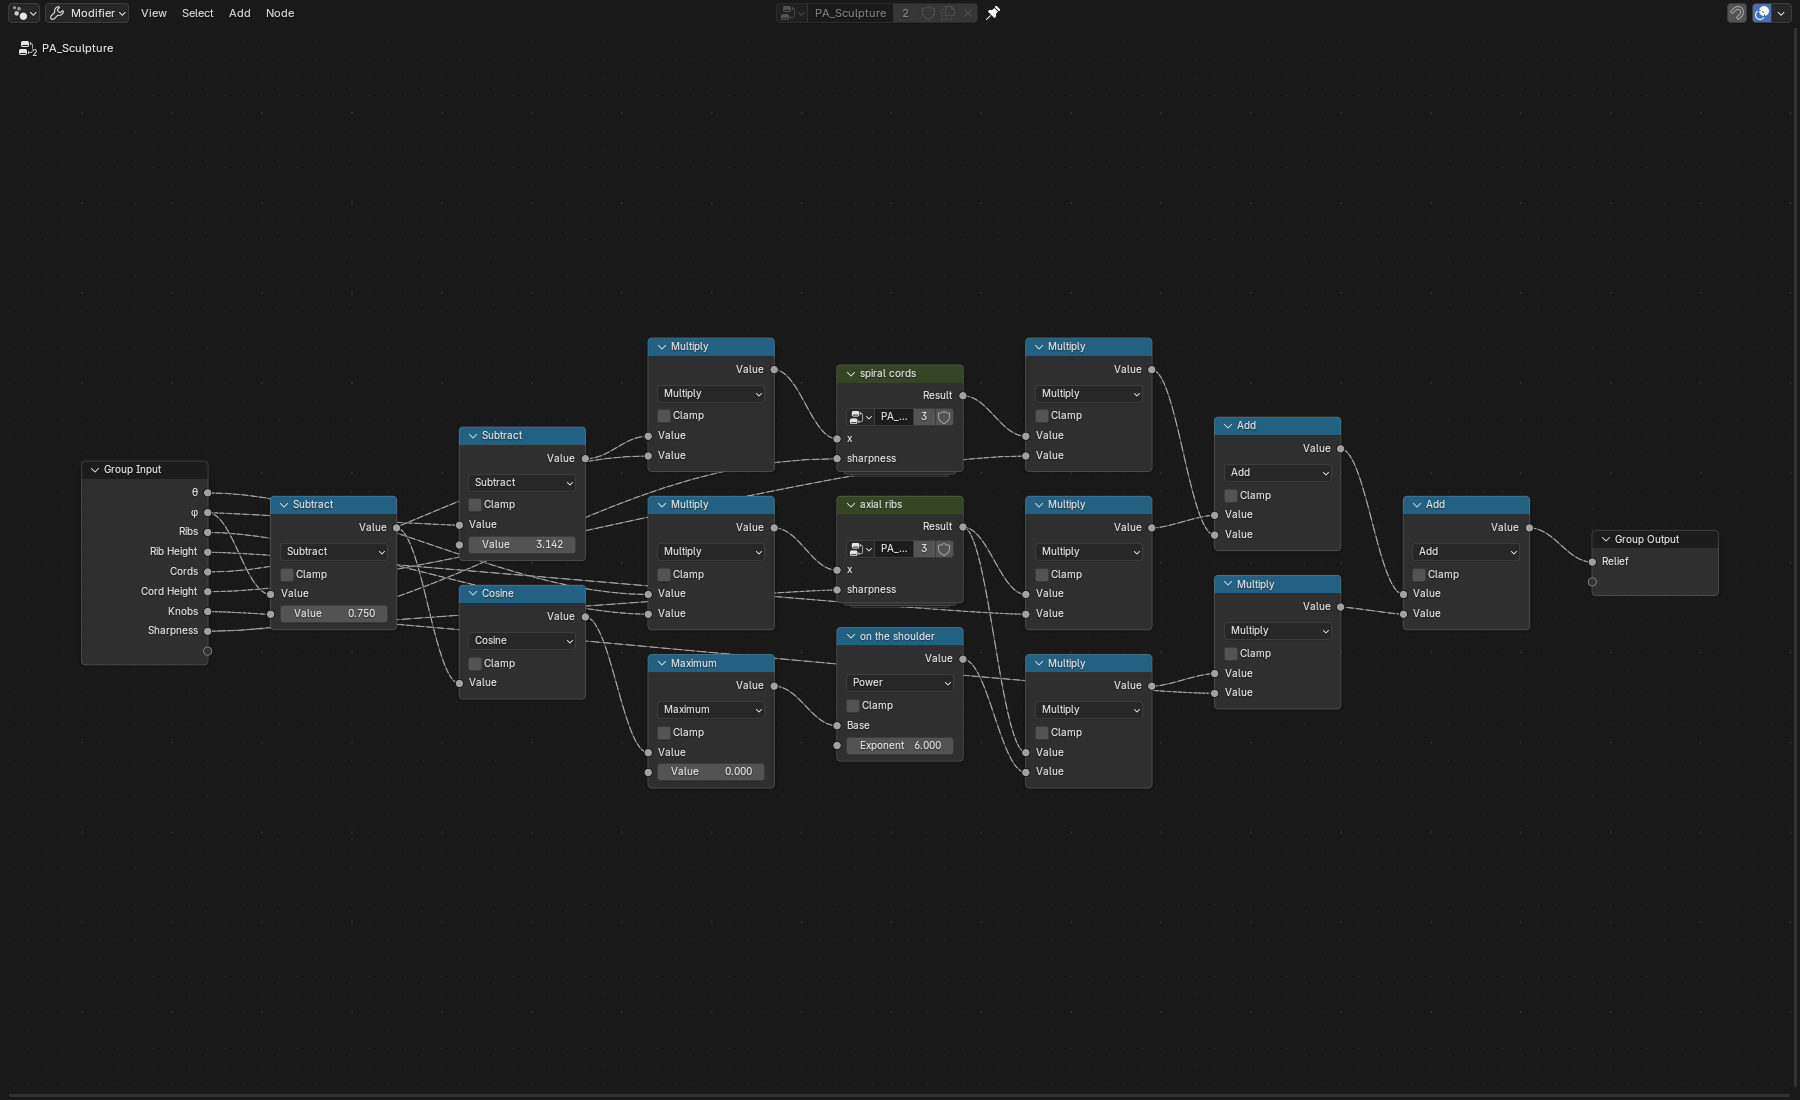 Modifier View Select Add Node PA_Sculpture 2
2 PA_Sculpture
Group Input
θ
φ
Ribs
Rib Height
Cords
Cord Height
Knobs
Sharpness
Subtract
Value
Subtract
Clamp
Value
Value 0.750
Subtract
Value
Subtract
Clamp
Value
Value 3.142
Cosine
Value
Cosine
Clamp
Value
Multiply
Value
Multiply
Clamp
Value
Value
Multiply
Value
Multiply
Clamp
Value
Value
Maximum
Value
Maximum
Clamp
Value
Value 0.000
spiral cords
Result
PA_... 3
x
sharpness
axial ribs
Result
PA_... 3
x
sharpness
on the shoulder
Value
Power
Clamp
Base
Exponent 6.000
Multiply
Value
Multiply
Clamp
Value
Value
Multiply
Value
Multiply
Clamp
Value
Value
Multiply
Value
Multiply
Clamp
Value
Value
Add
Value
Add
Clamp
Value
Value
Multiply
Value
Multiply
Clamp
Value
Value
Add
Value
Add
Clamp
Value
Value
Group Output
Relief